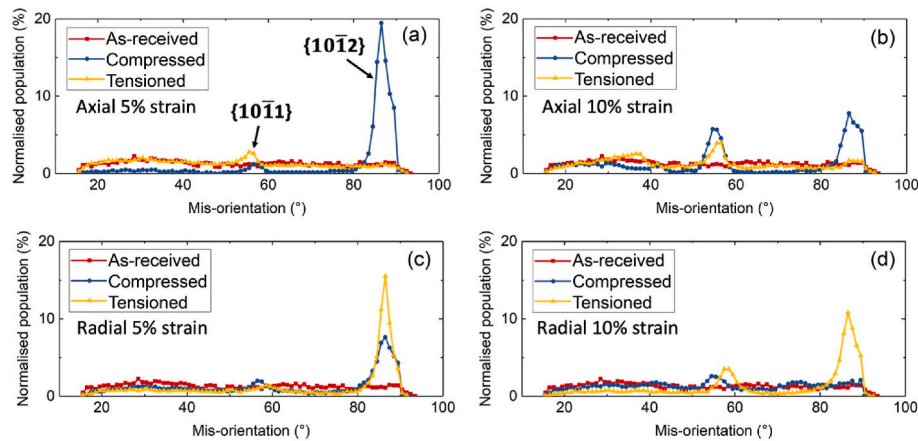 Normalised population (%)
20
10
0
As-received
Compressed
Tensioned
Axial 5% strain
{101̄2}
{101̄1}
(a)
20 40 60 80 100
Mis-orientation (°)
Normalised population (%)
20
10
0
As-received
Compressed
Tensioned
Axial 10% strain
(b)
20 40 60 80 100
Mis-orientation (°)
Normalised population (%)
20
10
0
As-received
Compressed
Tensioned
Radial 5% strain
(c)
20 40 60 80 100
Mis-orientation (°)
Normalised population (%)
20
10
0
As-received
Compressed
Tensioned
Radial 10% strain
(d)
20 40 60 80 100
Mis-orientation (°)